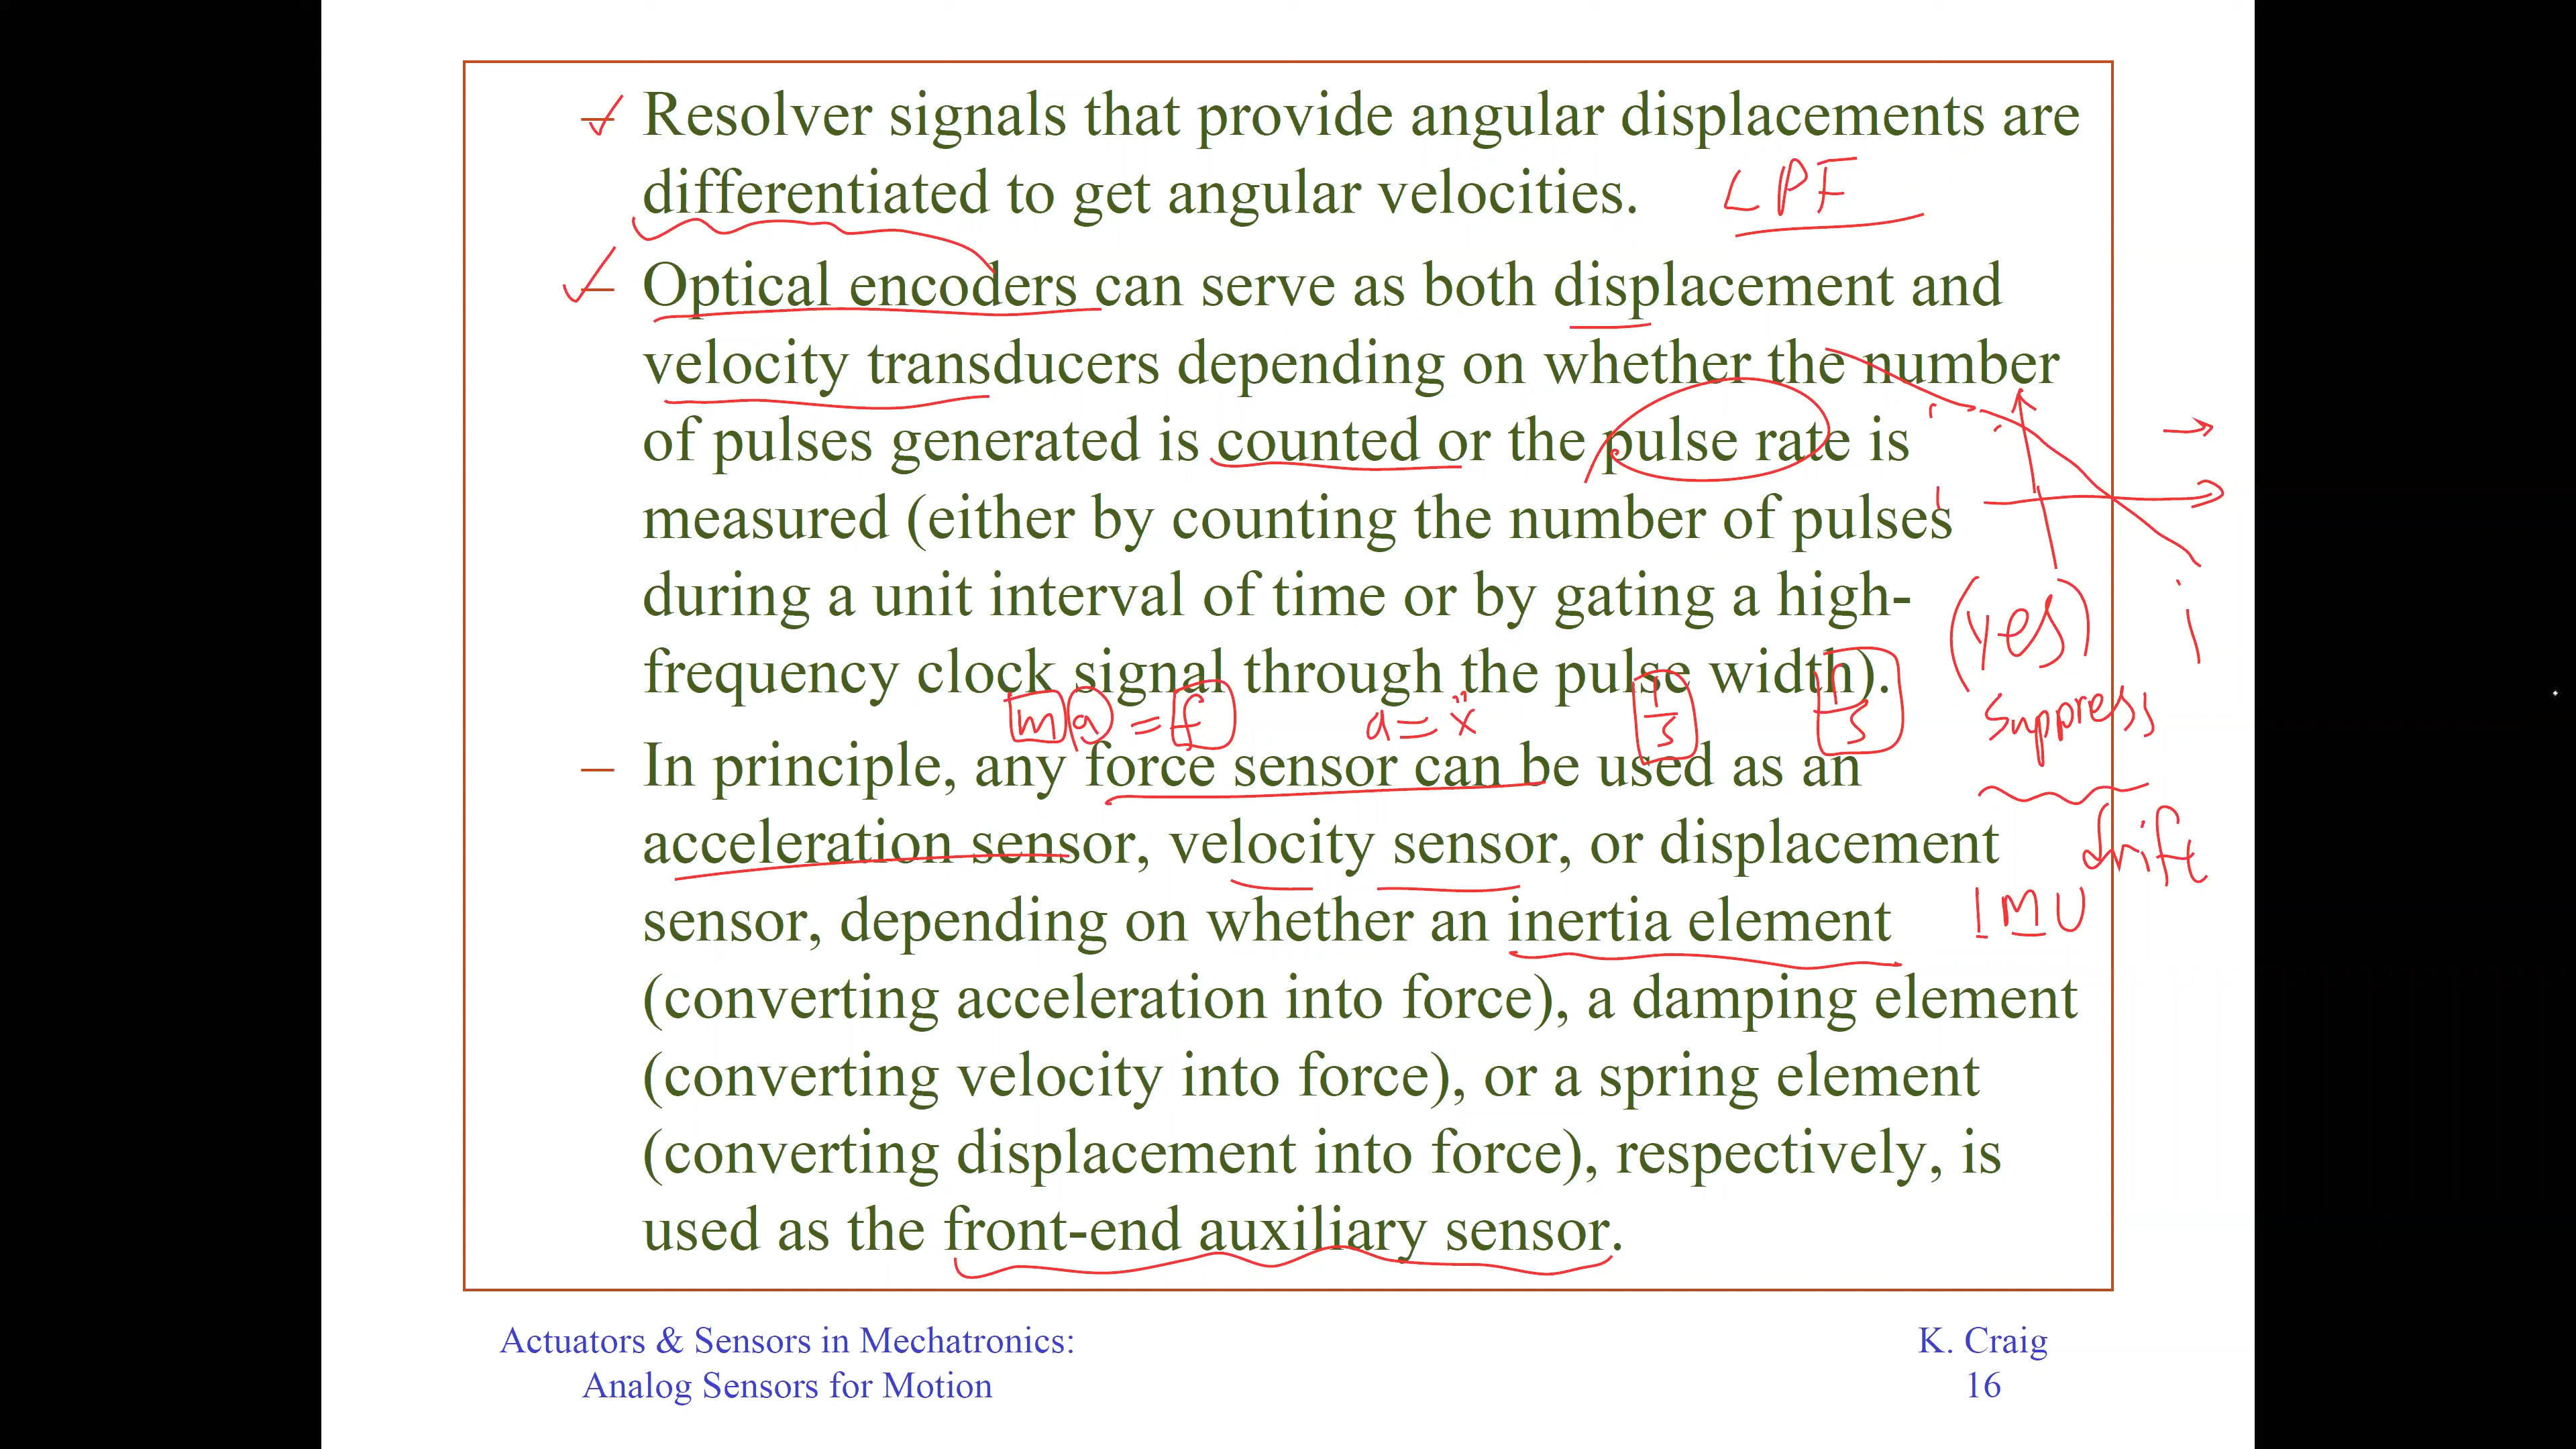 – Resolver signals that provide angular displacements are
differentiated to get angular velocities.
LPF
– Optical encoders can serve as both displacement and
velocity transducers depending on whether the number
of pulses generated is counted or the pulse rate is
measured (either by counting the number of pulses
during a unit interval of time or by gating a high-
(yes)
frequency clock signal through the pulse width).
suppress
ma = f
a = ẍ
1/s
1/s
– In principle, any force sensor can be used as an
acceleration sensor, velocity sensor, or displacement
drift
sensor, depending on whether an inertia element
IMU
(converting acceleration into force), a damping element
(converting velocity into force), or a spring element
(converting displacement into force), respectively, is
used as the front-end auxiliary sensor.
Actuators & Sensors in Mechatronics:
Analog Sensors for Motion
K. Craig
16